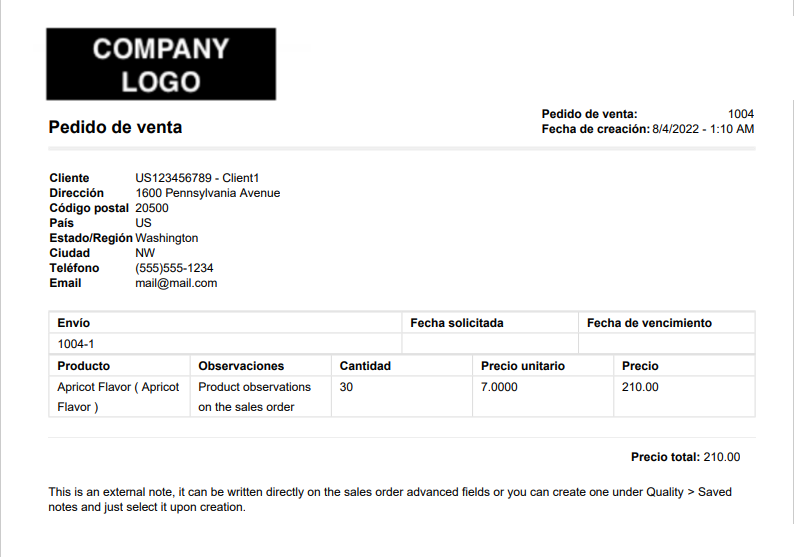 COMPANY
LOGO
Pedido de venta
Pedido de venta: 1004
Fecha de creación: 8/4/2022 - 1:10 AM
Cliente US123456789 - Client1
Dirección 1600 Pennsylvania Avenue
Código postal 20500
País US
Estado/Región Washington
Ciudad NW
Teléfono (555)555-1234
Email mail@mail.com
Envío Fecha solicitada Fecha de vencimiento
1004-1
Producto Observaciones Cantidad Precio unitario Precio
Apricot Flavor ( Apricot Product observations 30 7.0000 210.00
Flavor ) on the sales order
Precio total: 210.00
This is an external note, it can be written directly on the sales order advanced fields or you can create one under Quality > Saved
notes and just select it upon creation.